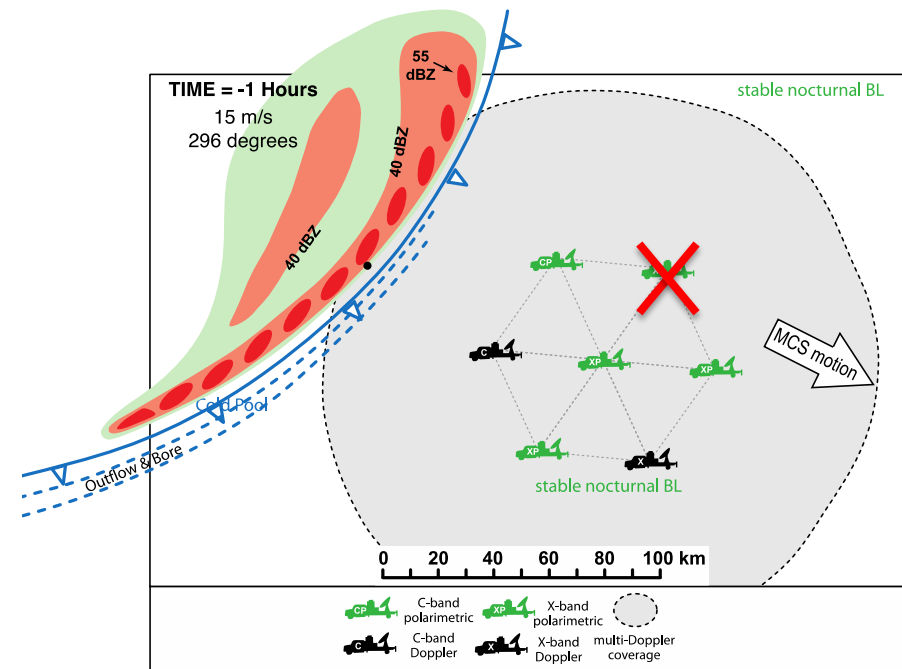 55
dBZ
TIME = -1 Hours
15 m/s
296 degrees
stable nocturnal BL
40 dBZ
40 dBZ
CP
C
XP
XP
MCS motion
Cold Pool
XP
X
Outflow & Bore
stable nocturnal BL
0 20 40 60 80 100 km
CP
C-band
polarimetric
XP
X-band
polarimetric
C
C-band
Doppler
X
X-band
Doppler
multi-Doppler
coverage